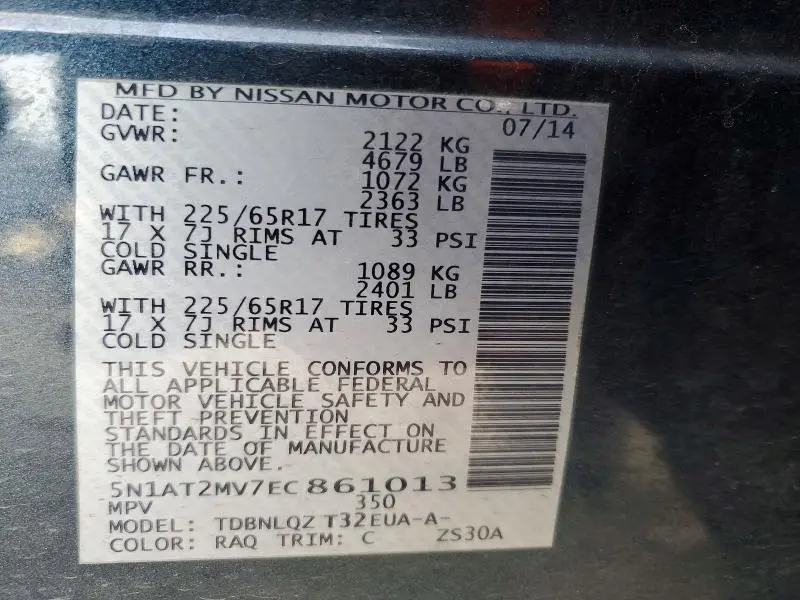 MFD BY NISSAN MOTOR CO., LTD.
DATE: 07/14
GVWR: 2122 KG
4679 LB
GAWR FR.: 1072 KG
2363 LB
WITH 225/65R17 TIRES
17 X 7J RIMS AT 33 PSI
COLD SINGLE
GAWR RR.: 1089 KG
2401 LB
WITH 225/65R17 TIRES
17 X 7J RIMS AT 33 PSI
COLD SINGLE
THIS VEHICLE CONFORMS TO
ALL APPLICABLE FEDERAL
MOTOR VEHICLE SAFETY AND
THEFT PREVENTION
STANDARDS IN EFFECT ON
THE DATE OF MANUFACTURE
SHOWN ABOVE.
5N1AT2MV7EC861013
MPV 350
MODEL: TDBNLQZ T32EUA-A-
COLOR: RAQ TRIM: C ZS30A